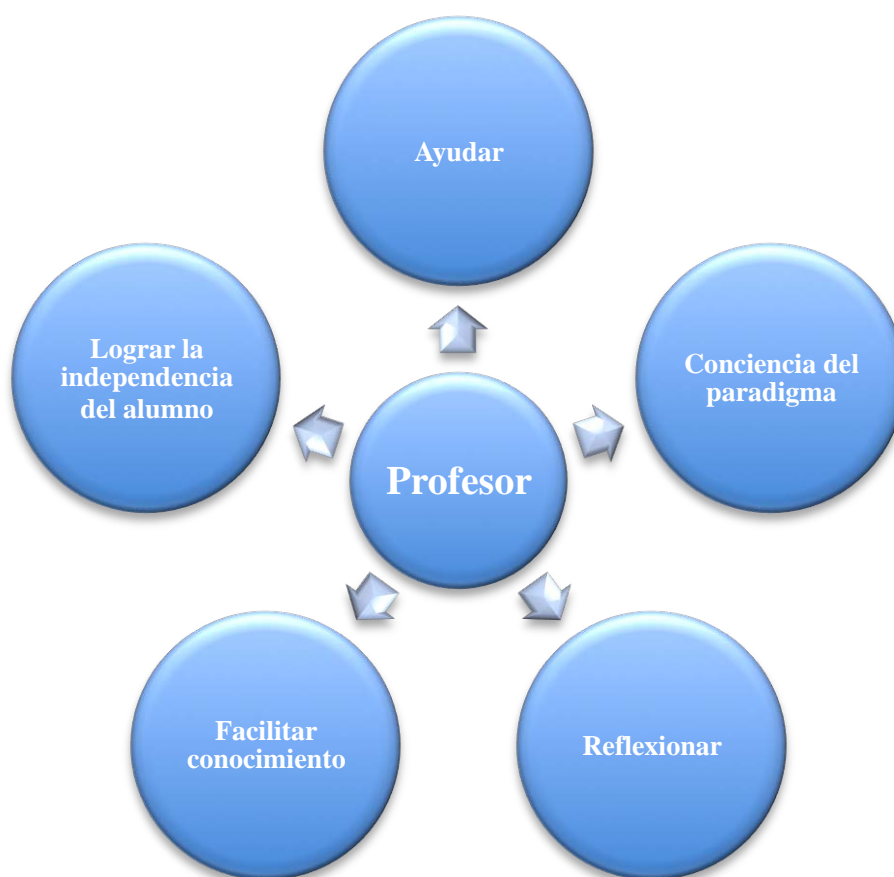 Ayudar
Lograr la
independencia
del alumno
Conciencia del
paradigma
Profesor
Facilitar
conocimiento
Reflexionar